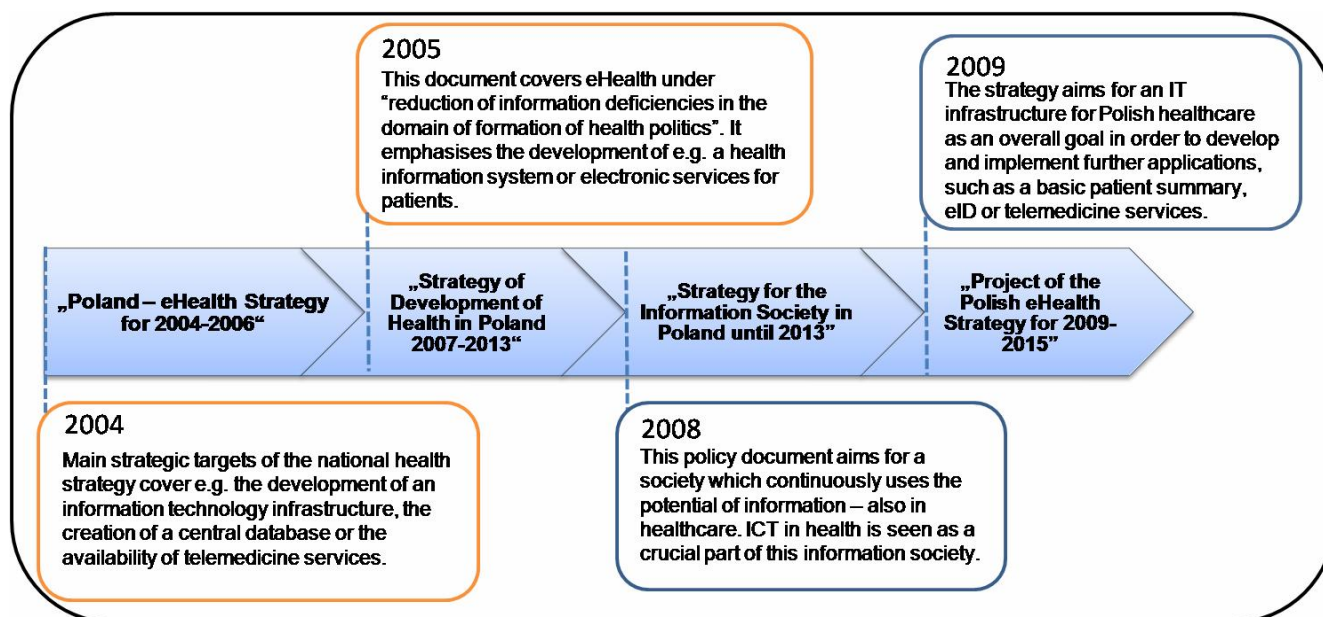 2005
This document covers eHealth under
“reduction of information deficiencies in the
domain of formation of health politics”. It
emphasises the development of e.g. a health
information system or electronic services for
patients.
2009
The strategy aims for an IT
infrastructure for Polish healthcare
as an overall goal in order to develop
and implement further applications,
such as a basic patient summary,
eID or telemedicine services.
„Poland – eHealth Strategy
for 2004-2006“
„Strategy of
Development of
Health in Poland
2007-2013“
„Strategy for the
Information Society in
Poland until 2013”
„Project of the
Polish eHealth
Strategy for 2009-
2015”
2004
Main strategic targets of the national health
strategy cover e.g. the development of an
information technology infrastructure, the
creation of a central database or the
availability of telemedicine services.
2008
This policy document aims for a
society which continuously uses the
potential of information – also in
healthcare. ICT in health is seen as a
crucial part of this information society.